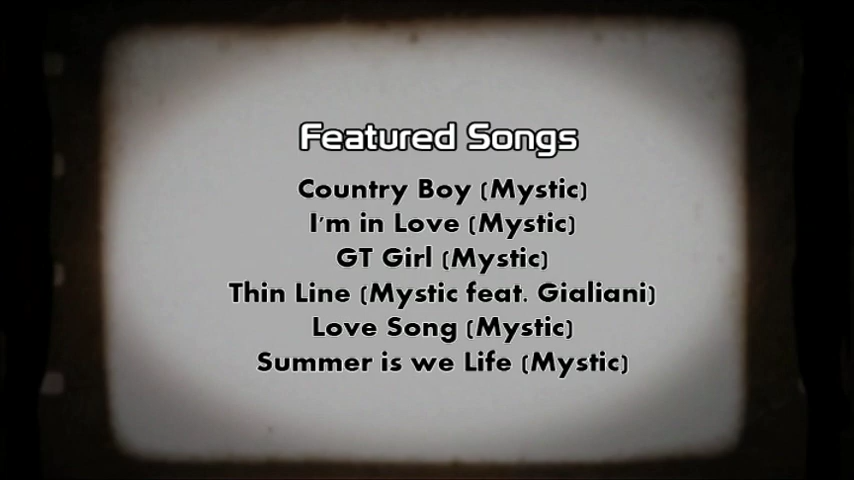 Featured Songs
Country Boy (Mystic)
I'm in Love (Mystic)
GT Girl (Mystic)
Thin Line (Mystic feat. Gialiani)
Love Song (Mystic)
Summer is we Life (Mystic)